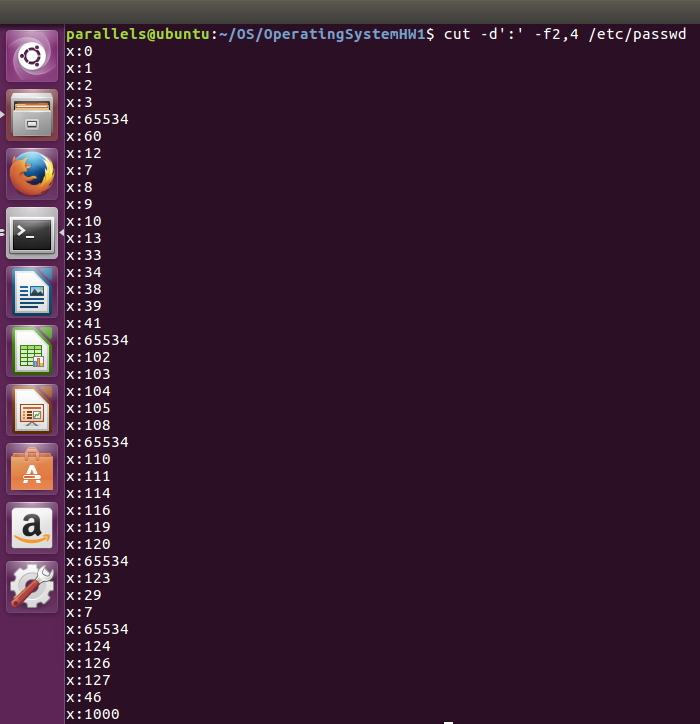 parallels@ubuntu:~/OS/OperatingSystemHW1$ cut -d':' -f2,4 /etc/passwd
x:0
x:1
x:2
x:3
x:65534
x:60
x:12
x:7
x:8
x:9
x:10
x:13
x:33
x:34
x:38
x:39
x:41
x:65534
x:102
x:103
x:104
x:105
x:108
x:65534
x:110
x:111
x:114
x:116
x:119
x:120
x:65534
x:123
x:29
x:7
x:65534
x:124
x:126
x:127
x:46
x:1000